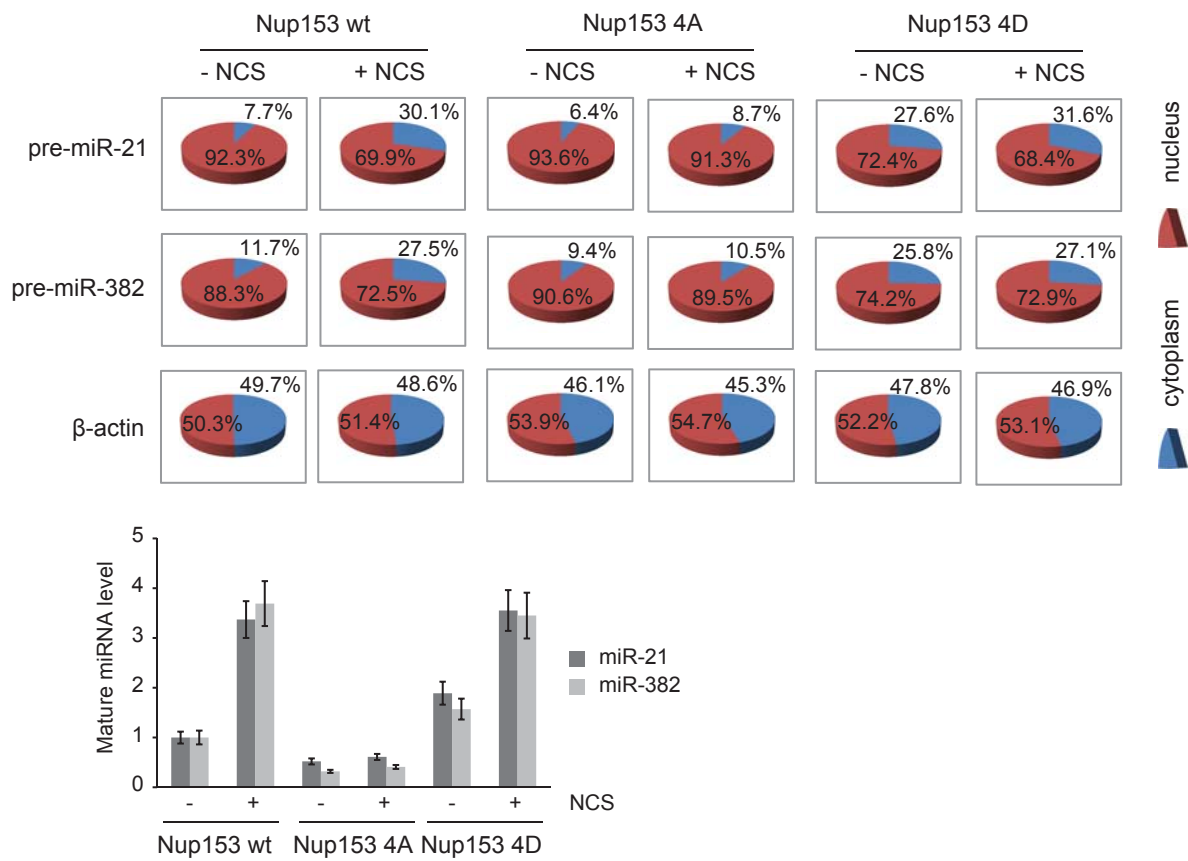 Nup153 wt Nup153 4A Nup153 4D
- NCS + NCS - NCS + NCS - NCS + NCS
7.7% 30.1% 6.4% 8.7% 27.6% 31.6%
pre-miR-21
92.3% 69.9% 93.6% 91.3% 72.4% 68.4%
11.7% 27.5% 9.4% 10.5% 25.8% 27.1%
pre-miR-382
88.3% 72.5% 90.6% 89.5% 74.2% 72.9%
49.7% 48.6% 46.1% 45.3% 47.8% 46.9%
β-actin
50.3% 51.4% 53.9% 54.7% 52.2% 53.1%
nucleus
cytoplasm
Mature miRNA level
5
4
3
2
1
0
miR-21
miR-382
- + - + - + NCS
Nup153 wt Nup153 4A Nup153 4D